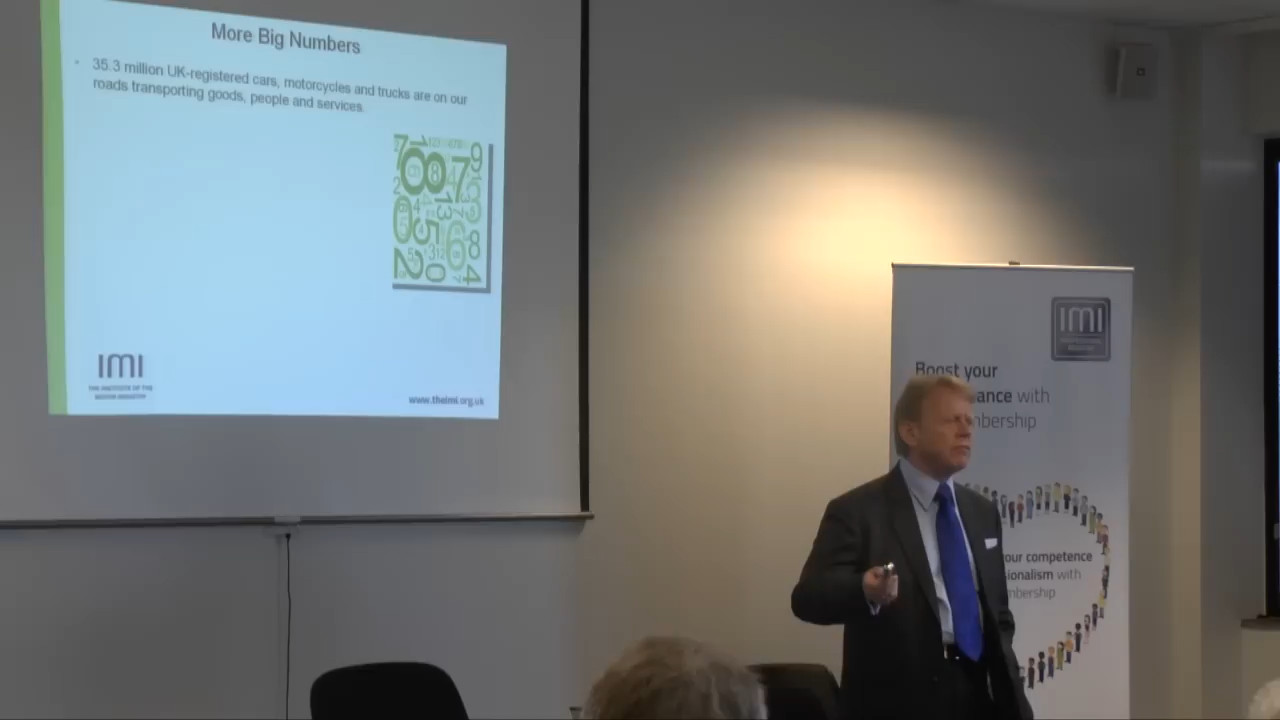 More Big Numbers
35.3 million UK-registered cars, motorcycles and trucks are on our
roads transporting goods, people and services.
IMI
THE INSTITUTE OF THE
MOTOR INDUSTRY
www.theimi.org.uk
IMI
Boost your
ance with
mbership
our competence
ionalism with
mbership